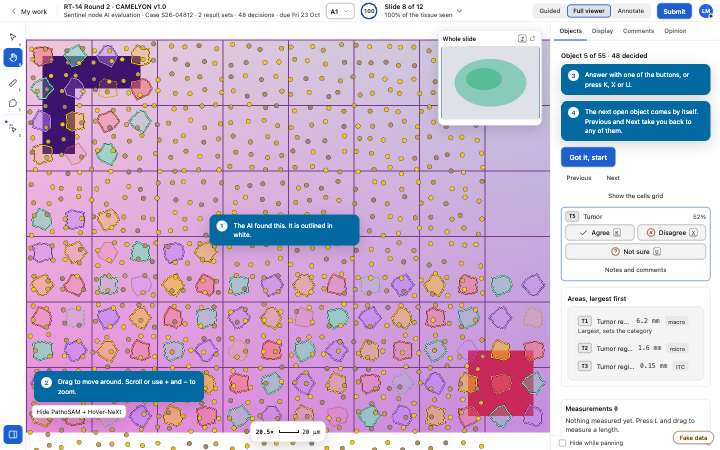 My work
RT-14 Round 2 · CAMELYON v1.0
Sentinel node AI evaluation · Case S26-04812 · 2 result sets · 48 decisions · due Fri 23 Oct
A1
100
Slide 8 of 12
100% of the tissue seen
Guided
Full viewer
Annotate
Submit
LM
Objects
Display
Comments
Opinion
Whole slide
Z
Object 5 of 55 · 48 decided
3 Answer with one of the buttons, or
press K, X or U.
4 The next open object comes by itself.
Previous and Next take you back to
any of them.
Got it, start
Previous
Next
Show the cells grid
T5 Tumor 52%
Agree K
Disagree X
Not sure U
Notes and comments
1 The AI found this. It is outlined in
white.
Areas, largest first
T1 Tumor re... 6.2 mm macro
Largest, sets the category
T2 Tumor reg... 1.6 mm micro
T3 Tumor regi... 0.15 mm ITC
2 Drag to move around. Scroll or use + and − to
zoom.
Hide PathoSAM + HoVer-NeXt
20.5× 20 µm
Measurements 0
Nothing measured yet. Press L and drag to
measure a length.
Hide while panning
Fake data